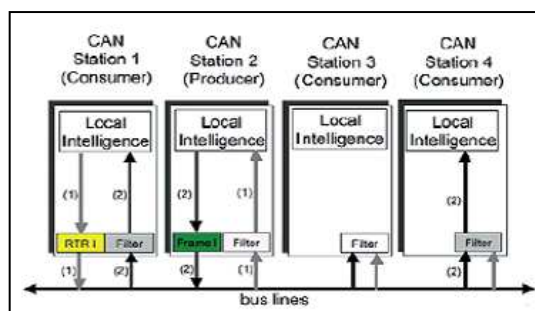 CAN
Station 1
(Consumer)
CAN
Station 2
(Producer)
CAN
Station 3
(Consumer)
CAN
Station 4
(Consumer)
Local
Intelligence
Local
Intelligence
Local
Intelligence
Local
Intelligence
(1)
(2)
(2)
(1)
(2)
RTR I
Filter
Frame I
Filter
Filter
Filter
(1)
(2)
(2)
(1)
(2)
bus lines